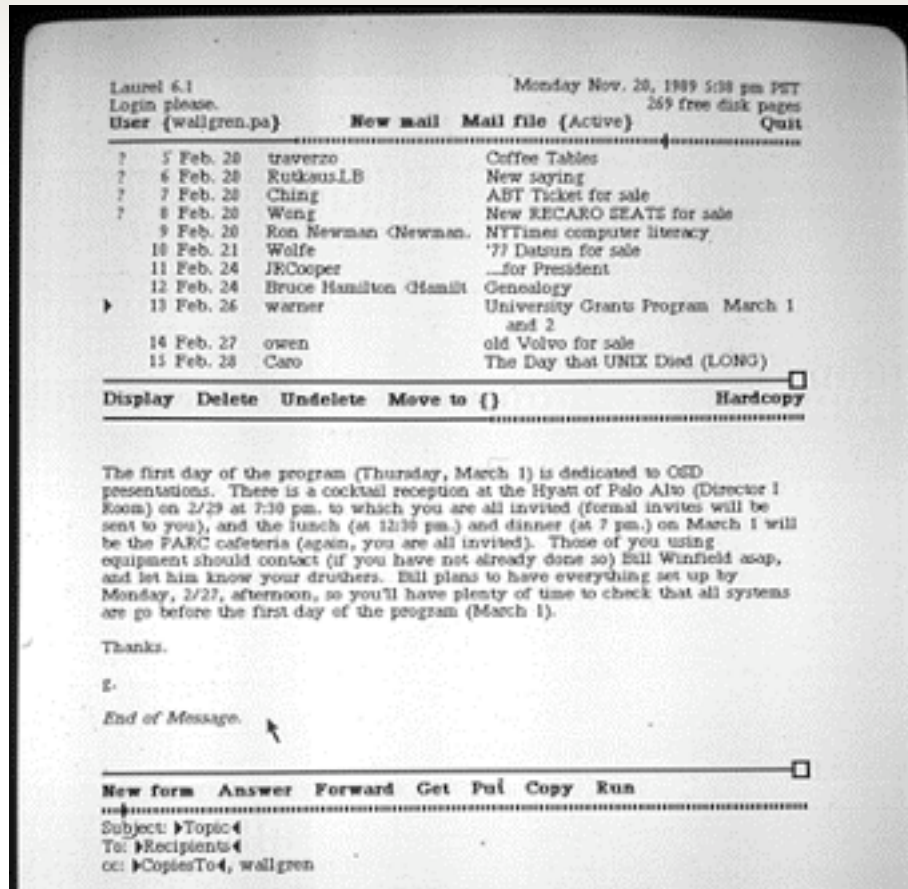 Laurel 6.1 Monday Nov. 20, 1989 5:38 pm PST
Login please. 269 free disk pages
User {wallgren.pa} New mail Mail file {Active} Quit
? 5 Feb. 20 traverzo Coffee Tables
? 6 Feb. 20 Rutkaus.LB New saying
? 7 Feb. 20 Ching ABT Ticket for sale
? 8 Feb. 20 Wong New RECARO SEATS for sale
9 Feb. 20 Ron Newman <Newman. NYTimes computer literacy
10 Feb. 21 Wolfe '77 Datsun for sale
11 Feb. 24 JRCooper ...for President
12 Feb. 24 Bruce Hamilton <Hamilt Genealogy
13 Feb. 26 warner University Grants Program March 1
and 2
14 Feb. 27 owen old Volvo for sale
15 Feb. 28 Caro The Day that UNIX Died (LONG)
Display Delete Undelete Move to {} Hardcopy
The first day of the program (Thursday, March 1) is dedicated to OSD
presentations. There is a cocktail reception at the Hyatt of Palo Alto (Director I
Room) on 2/29 at 7:30 pm. to which you are all invited (formal invites will be
sent to you), and the lunch (at 12:30 pm.) and dinner (at 7 pm.) on March 1 will
be the PARC cafeteria (again, you are all invited). Those of you using
equipment should contact (if you have not already done so) Bill Winfield asap,
and let him know your druthers. Bill plans to have everything set up by
Monday, 2/27, afternoon, so you'll have plenty of time to check that all systems
are go before the first day of the program (March 1).
Thanks.
g.
End of Message.
New form Answer Forward Get Put Copy Run
Subject: ▶Topic◀
To: ▶Recipients◀
cc: ▶CopiesTo◀, wallgren